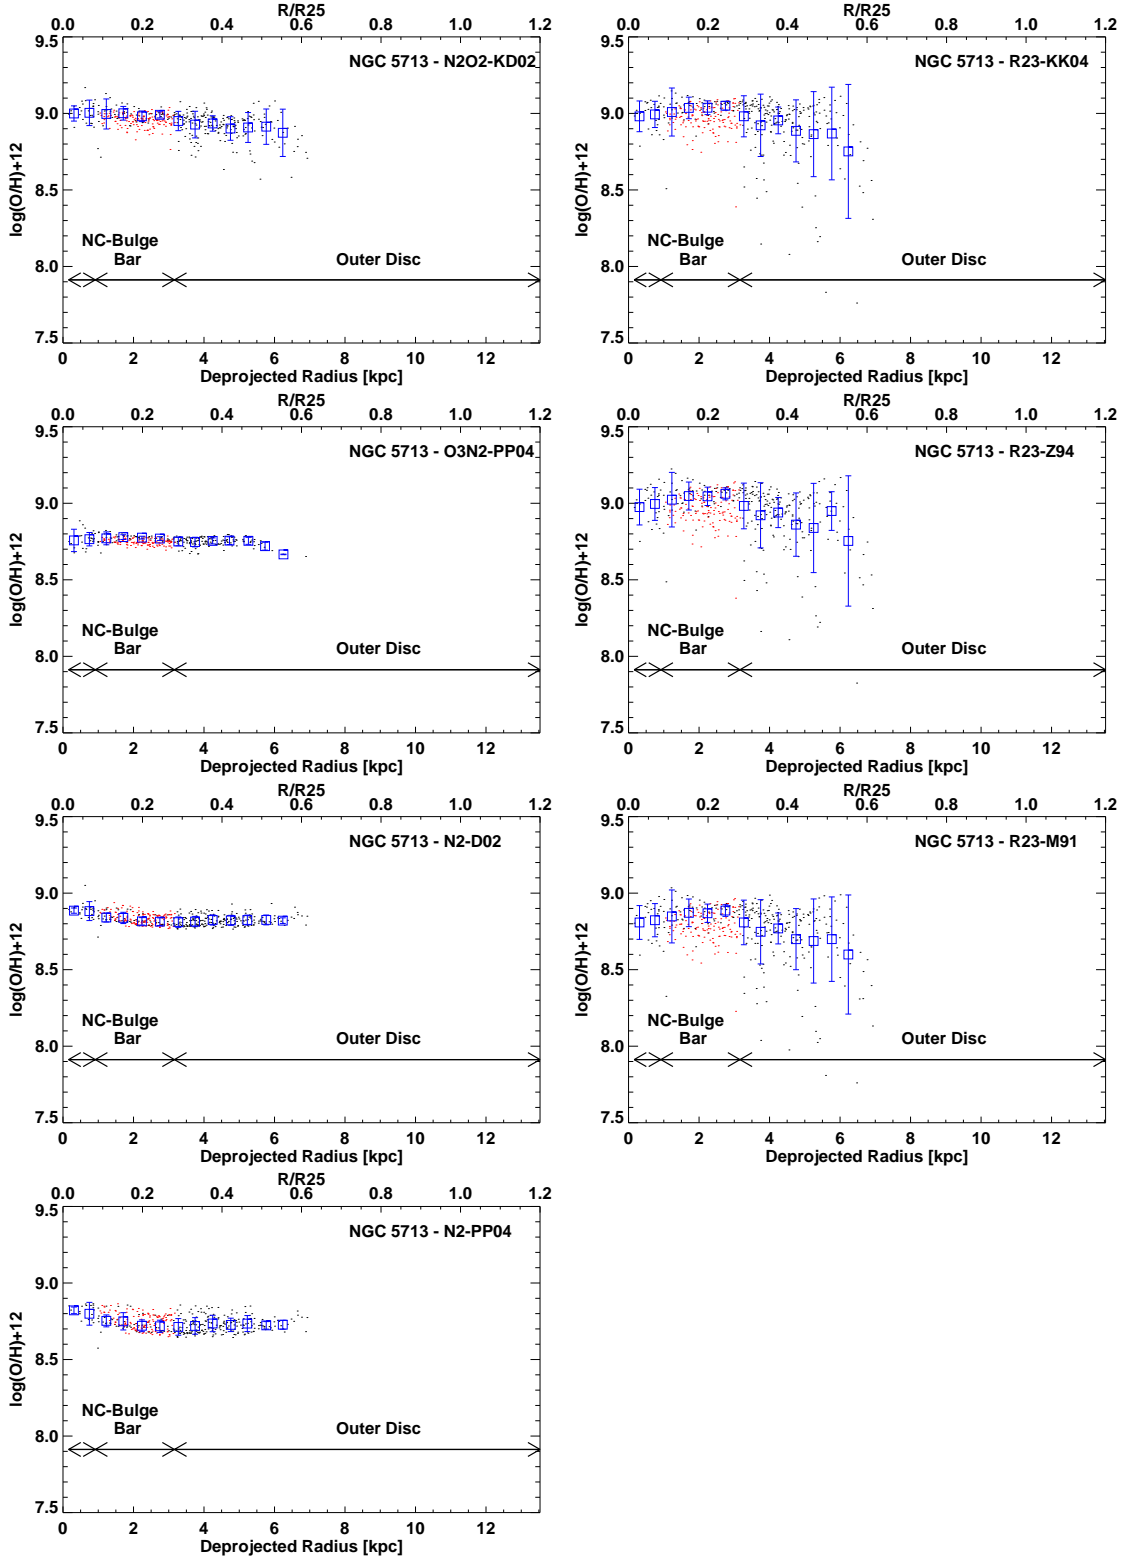 R/R25
0.0 0.2 0.4 0.6 0.8 1.0 1.2
NGC 5713 - N2O2-KD02
log(O/H)+12
9.5
9.0
8.5
8.0
7.5
NC-Bulge
Bar
Outer Disc
0 2 4 6 8 10 12
Deprojected Radius [kpc]
R/R25
0.0 0.2 0.4 0.6 0.8 1.0 1.2
NGC 5713 - R23-KK04
log(O/H)+12
9.5
9.0
8.5
8.0
7.5
NC-Bulge
Bar
Outer Disc
0 2 4 6 8 10 12
Deprojected Radius [kpc]
R/R25
0.0 0.2 0.4 0.6 0.8 1.0 1.2
NGC 5713 - O3N2-PP04
log(O/H)+12
9.5
9.0
8.5
8.0
7.5
NC-Bulge
Bar
Outer Disc
0 2 4 6 8 10 12
Deprojected Radius [kpc]
R/R25
0.0 0.2 0.4 0.6 0.8 1.0 1.2
NGC 5713 - R23-Z94
log(O/H)+12
9.5
9.0
8.5
8.0
7.5
NC-Bulge
Bar
Outer Disc
0 2 4 6 8 10 12
Deprojected Radius [kpc]
R/R25
0.0 0.2 0.4 0.6 0.8 1.0 1.2
NGC 5713 - N2-D02
log(O/H)+12
9.5
9.0
8.5
8.0
7.5
NC-Bulge
Bar
Outer Disc
0 2 4 6 8 10 12
Deprojected Radius [kpc]
R/R25
0.0 0.2 0.4 0.6 0.8 1.0 1.2
NGC 5713 - R23-M91
log(O/H)+12
9.5
9.0
8.5
8.0
7.5
NC-Bulge
Bar
Outer Disc
0 2 4 6 8 10 12
Deprojected Radius [kpc]
R/R25
0.0 0.2 0.4 0.6 0.8 1.0 1.2
NGC 5713 - N2-PP04
log(O/H)+12
9.5
9.0
8.5
8.0
7.5
NC-Bulge
Bar
Outer Disc
0 2 4 6 8 10 12
Deprojected Radius [kpc]